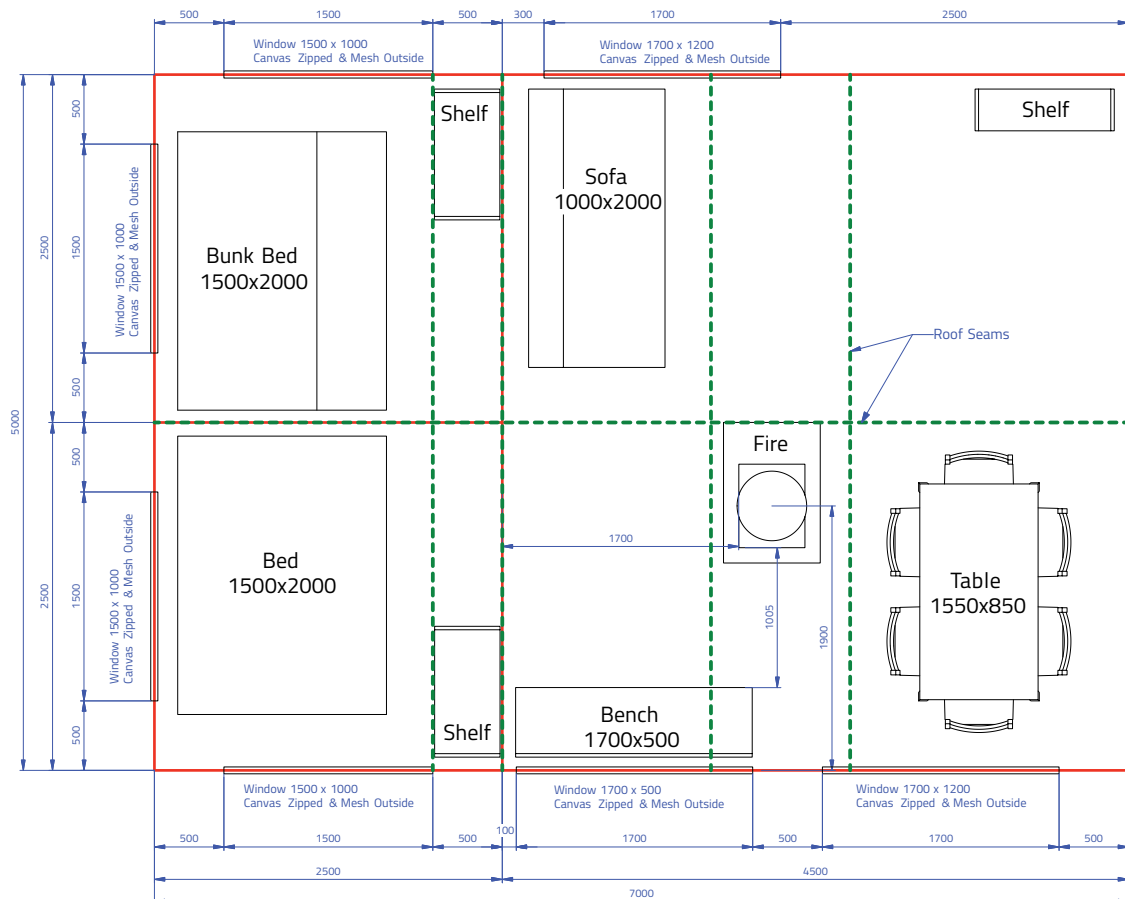 500
1500
500
300
1700
2500
Window 1500 x 1000
Canvas Zipped & Mesh Outside
Window 1700 x 1200
Canvas Zipped & Mesh Outside
Shelf
Sofa
1000x2000
Shelf
500
1500
500
2500
5000
Window 1500 x 1000
Canvas Zipped & Mesh Outside
Bunk Bed
1500x2000
Roof Seams
500
1500
500
2500
Window 1500 x 1000
Canvas Zipped & Mesh Outside
Bed
1500x2000
Fire
1700
1005
1900
Table
1550x850
Shelf
Bench
1700x500
Window 1500 x 1000
Canvas Zipped & Mesh Outside
Window 1700 x 500
Canvas Zipped & Mesh Outside
Window 1700 x 1200
Canvas Zipped & Mesh Outside
500
1500
500
100
1700
500
1700
500
2500
4500
7000